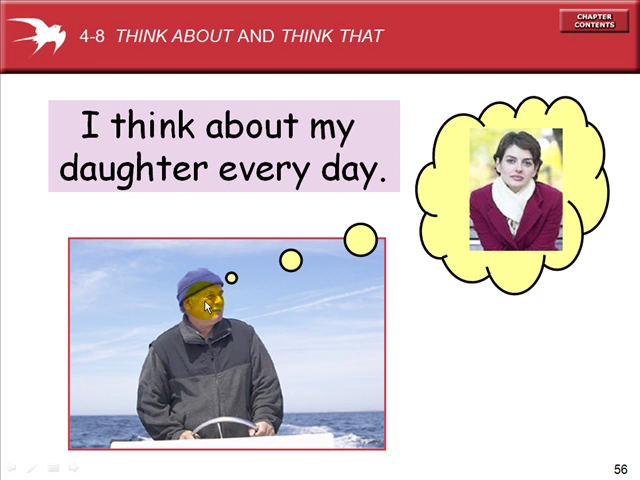 4-8 THINK ABOUT AND THINK THAT
CHAPTER
CONTENTS
I think about my
daughter every day.
56